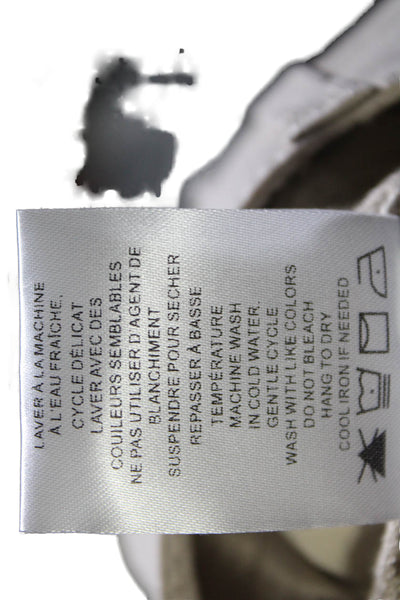 LAVER À LA MACHINE
À L'EAU FRAÎCHE.,
CYCLE DÉLICAT
LAVER AVEC DES
COULEURS SEMBLABLES
NE PAS UTILISER D'AGENT DE
BLANCHIMENT
SUSPENDRE POUR SECHER
REPASSER À BASSE
TEMPÉRATURE
MACHINE WASH
IN COLD WATER.
GENTLE CYCLE.
WASH WITH LIKE COLORS
DO NOT BLEACH
HANG TO DRY
COOL IRON IF NEEDED